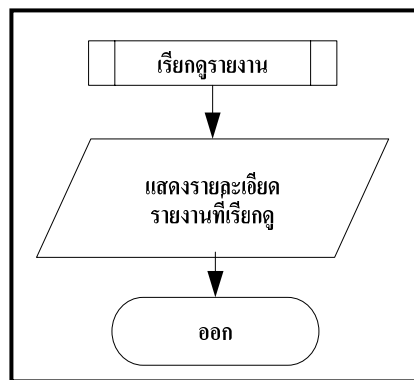 เรียกดูรายงาน
แสดงรายละเอียด
รายงานที่เรียกดู
ออก